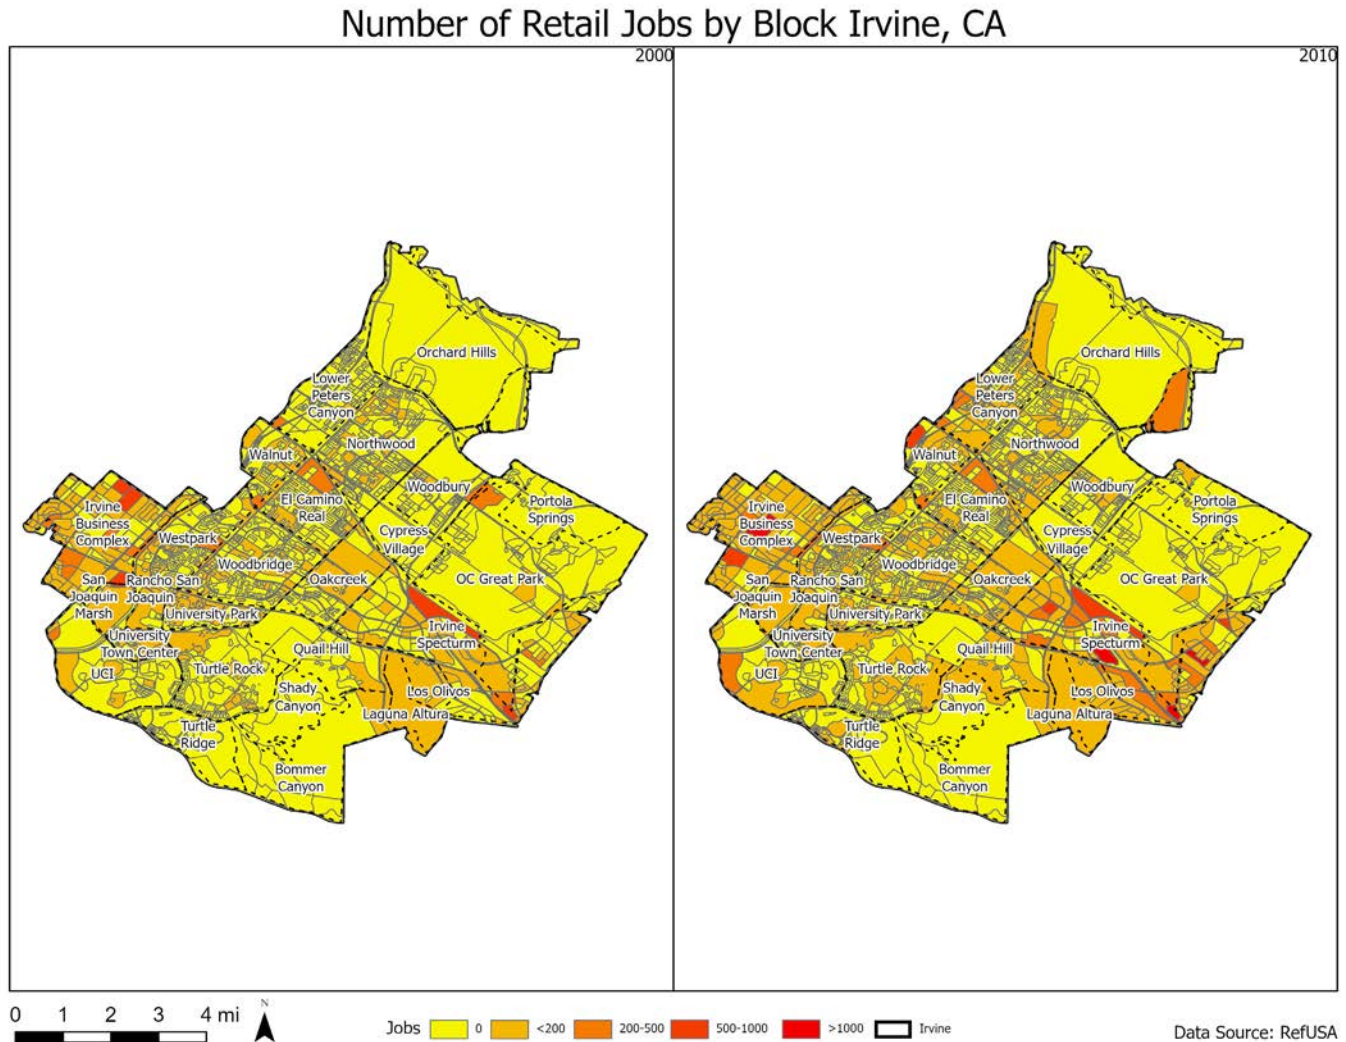 Number of Retail Jobs by Block Irvine, CA
2000
Orchard Hills
Lower
Peters
Canyon
Northwood
Walnut
Woodbury
El Camino
Real
Portola
Springs
Irvine
Business
Complex
Westpark
Cypress
Village
Woodbridge
Oakcreek
OC Great Park
San
Joaquin
Marsh
Rancho San
Joaquin
University Park
Irvine
Specturm
University
Town Center
Quail Hill
UCI
Turtle Rock
Shady
Canyon
Los Olivos
Laguna Altura
Turtle
Ridge
Bommer
Canyon
2010
Orchard Hills
Lower
Peters
Canyon
Northwood
Walnut
Woodbury
El Camino
Real
Portola
Springs
Irvine
Business
Complex
Westpark
Cypress
Village
Woodbridge
Oakcreek
OC Great Park
San
Joaquin
Marsh
Rancho San
Joaquin
University Park
Irvine
Specturm
University
Town Center
Quail Hill
UCI
Turtle Rock
Shady
Canyon
Los Olivos
Laguna Altura
Turtle
Ridge
Bommer
Canyon
0 1 2 3 4 mi
N
Jobs 0 <200 200-500 500-1000 >1000 Irvine
Data Source: RefUSA